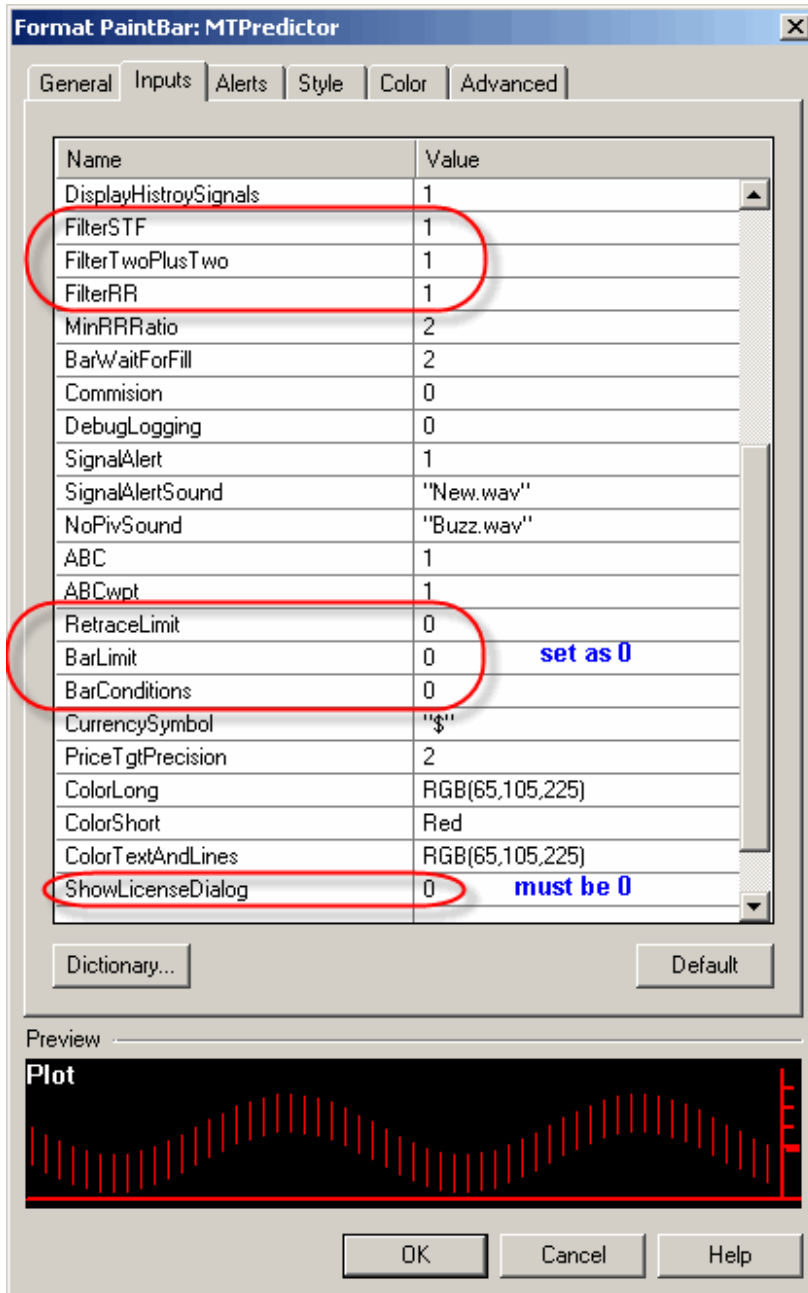 Format PaintBar: MTPredictor
General Inputs Alerts Style Color Advanced
Name Value
DisplayHistroySignals 1
FilterSTF 1
FilterTwoPlusTwo 1
FilterRR 1
MinRRRatio 2
BarWaitForFill 2
Commision 0
DebugLogging 0
SignalAlert 1
SignalAlertSound "New.wav"
NoPivSound "Buzz.wav"
ABC 1
ABCwpt 1
RetraceLimit 0
BarLimit 0 set as 0
BarConditions 0
CurrencySymbol "$"
PriceTgtPrecision 2
ColorLong RGB(65,105,225)
ColorShort Red
ColorTextAndLines RGB(65,105,225)
ShowLicenseDialog 0 must be 0
Dictionary... Default
Preview
Plot
OK Cancel Help